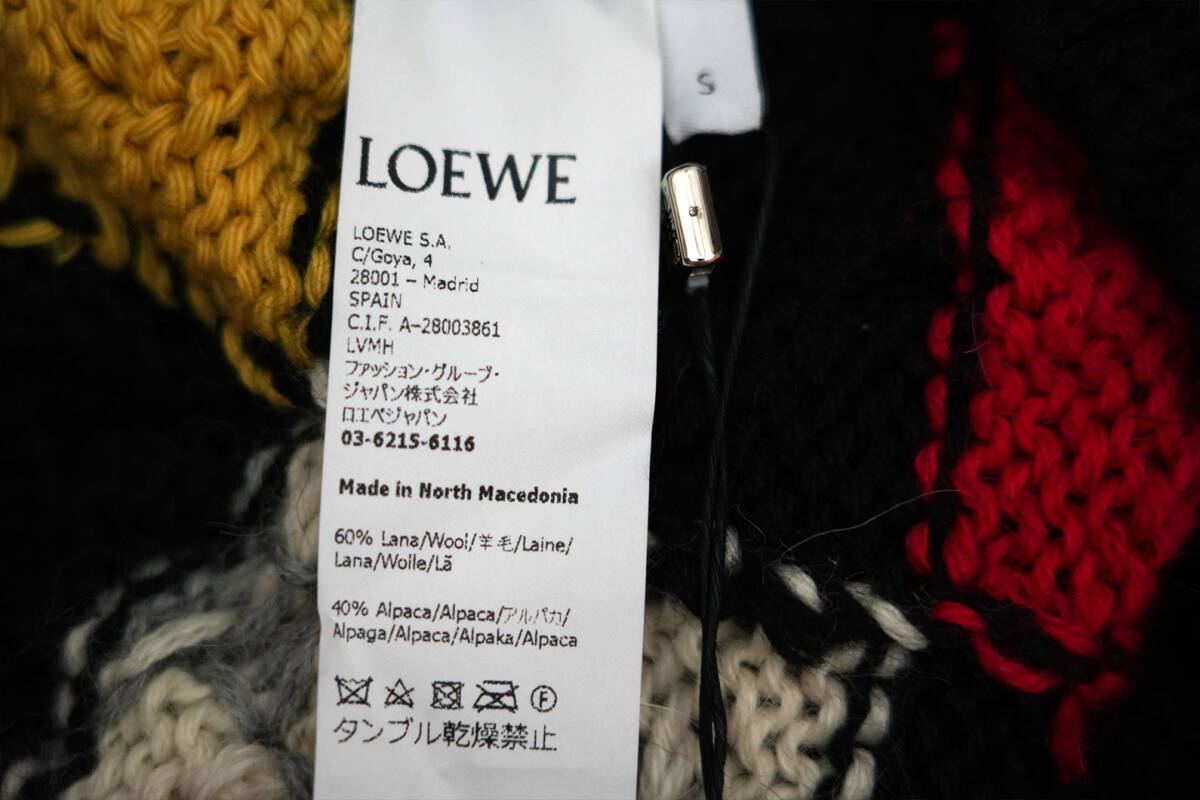 S
LOEWE
LOEWE S.A.
C/Goya, 4
28001 – Madrid
SPAIN
C.I.F. A-28003861
LVMH
ファッション・グループ・
ジャパン株式会社
ロエベジャパン
03-6215-6116
Made in North Macedonia
60% Lana/Wool/羊毛/Laine/
Lana/Wolle/Lã
40% Alpaca/Alpaca/アルパカ/
Alpaga/Alpaca/Alpaka/Alpaca
F
タンブル乾燥禁止